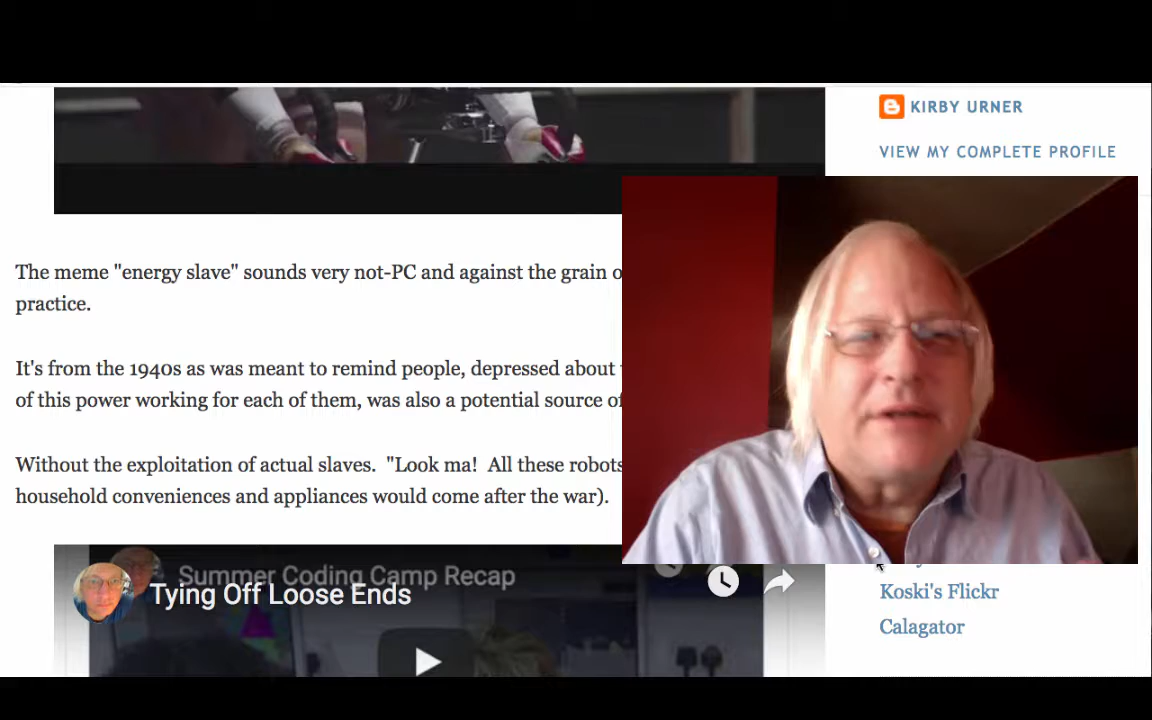 KIRBY URNER
VIEW MY COMPLETE PROFILE
The meme "energy slave" sounds very not-PC and against the grain
practice.
It's from the 1940s as was meant to remind people, depressed about
of this power working for each of them, was also a potential source
Without the exploitation of actual slaves. "Look ma! All these robots
household conveniences and appliances would come after the war).
Summer Coding Camp Recap
Tying Off Loose Ends
Koski's Flickr
Calagator